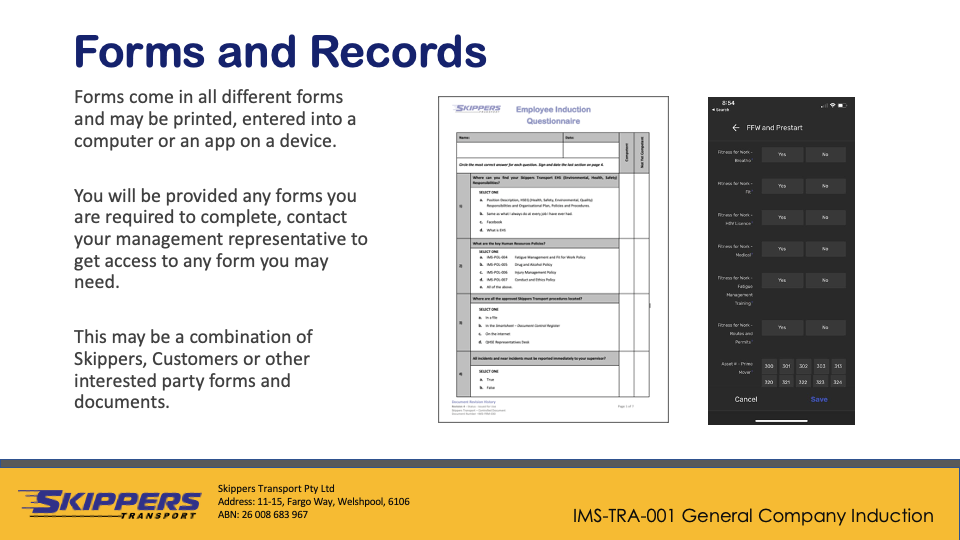 Forms and Records
Forms come in all different forms
and may be printed, entered into a
computer or an app on a device.
You will be provided any forms you
are required to complete, contact
your management representative to
get access to any form you may
need.
This may be a combination of
Skippers, Customers or other
interested party forms and
documents.
SKIPPERS
Employee Induction
Questionnaire
Name:
Date:
Competent
Not Yet Competent
Circle the most correct answer for each question. Sign and date the last section on page 6.
Where can you find your Skippers Transport EHS (Environmental, Health, Safety)
Responsibilities?
SELECT ONE
a. Position Description, HSEQ (Health, Safety, Environmental, Quality)
Responsibilities and Organisational Plan, Policies and Procedures
b. Same as what I always do at every job I have ever had
c. Facebook
d. What is EHS
What are the key Human Resources Policies?
SELECT ONE
a. IMS-POL-004 Fatigue Management and Fit for Work Policy
b. IMS-POL-005 Drug and Alcohol Policy
c. IMS-POL-006 Injury Management Policy
d. IMS-POL-007 Conduct and Ethics Policy
e. All of the above
Where are all the approved Skippers Transport procedures located?
SELECT ONE
a. In a file
b. In the Smartsheet – Document Control Register
c. On the internet
d. QHSE Representatives Desk
All incidents and near incidents must be reported immediately to your supervisor?
SELECT ONE
a. True
b. False
Document Revision History
Page 1 of 7
8:54
Search
FFW and Prestart
Fitness for Work -
Breatho
Yes No
Fitness for Work -
Fit
Yes No
Fitness for Work -
HRV Licence
Yes No
Fitness for Work -
Medical
Yes No
Fitness for Work -
Fatigue
Management
Training
Yes No
Fitness for Work -
Routes and
Permits
Yes No
Asset # - Prime
Mover
300 301 302 303 313
320 321 322 323 324
Cancel Save
SKIPPERS
TRANSPORT
Skippers Transport Pty Ltd
Address: 11-15, Fargo Way, Welshpool, 6106
ABN: 26 008 683 967
IMS-TRA-001 General Company Induction